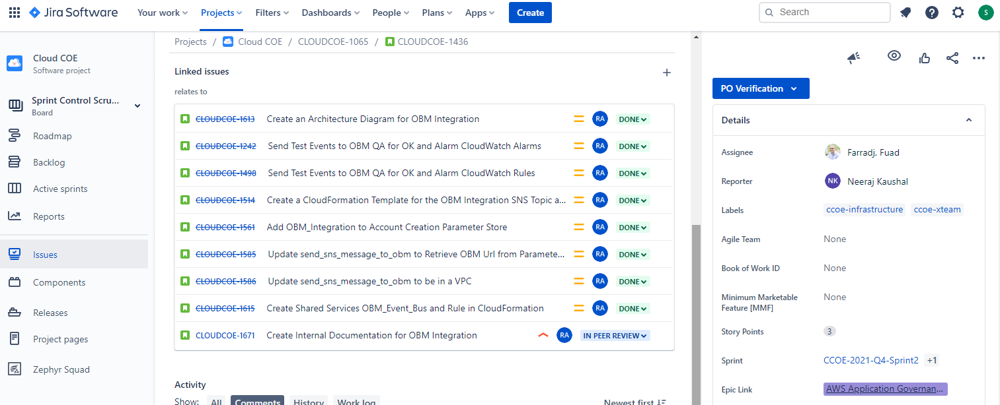 Jira Software
Your work
Projects
Filters
Dashboards
People
Plans
Apps
Create
Search
S
Cloud COE
Software project
Sprint Control Scru...
Board
Roadmap
Backlog
Active sprints
Reports
Issues
Components
Releases
Project pages
Zephyr Squad
Projects / Cloud COE / CLOUDCOE-1065 / CLOUDCOE-1436
Linked issues
relates to
CLOUDCOE-1613 Create an Architecture Diagram for OBM Integration RA DONE
CLOUDCOE-1242 Send Test Events to OBM QA for OK and Alarm CloudWatch Alarms RA DONE
CLOUDCOE-1498 Send Test Events to OBM QA for OK and Alarm CloudWatch Rules RA DONE
CLOUDCOE-1514 Create a CloudFormation Template for the OBM Integration SNS Topic a... RA DONE
CLOUDCOE-1561 Add OBM_Integration to Account Creation Parameter Store RA DONE
CLOUDCOE-1585 Update send_sns_message_to_obm to Retrieve OBM Url from Paramete... RA DONE
CLOUDCOE-1586 Update send_sns_message_to_obm to be in a VPC RA DONE
CLOUDCOE-1615 Create Shared Services OBM_Event_Bus and Rule in CloudFormation RA DONE
CLOUDCOE-1671 Create Internal Documentation for OBM Integration RA IN PEER REVIEW
Activity
Show: All Comments History Work log Newest first
PO Verification
Details
Assignee Farradj, Fuad
Reporter NK Neeraj Kaushal
Labels ccoe-infrastructure ccoe-xteam
Agile Team None
Book of Work ID None
Minimum Marketable None
Feature [MMF]
Story Points 3
Sprint CCOE-2021-Q4-Sprint2 +1
Epic Link AWS Application Governan...